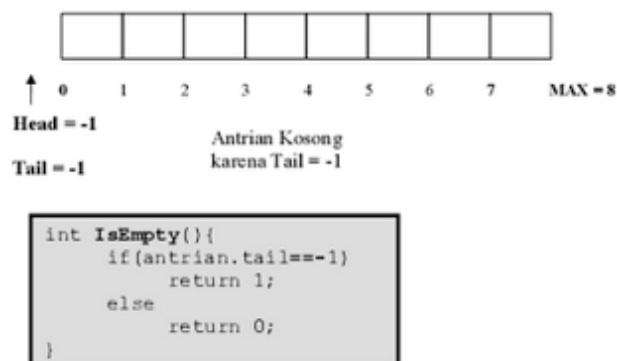 0 1 2 3 4 5 6 7 MAX = 8
Head = -1
Antrian Kosong
Tail = -1
karena Tail = -1
int IsEmpty(){
if(antrian.tail==-1)
return 1;
else
return 0;
}